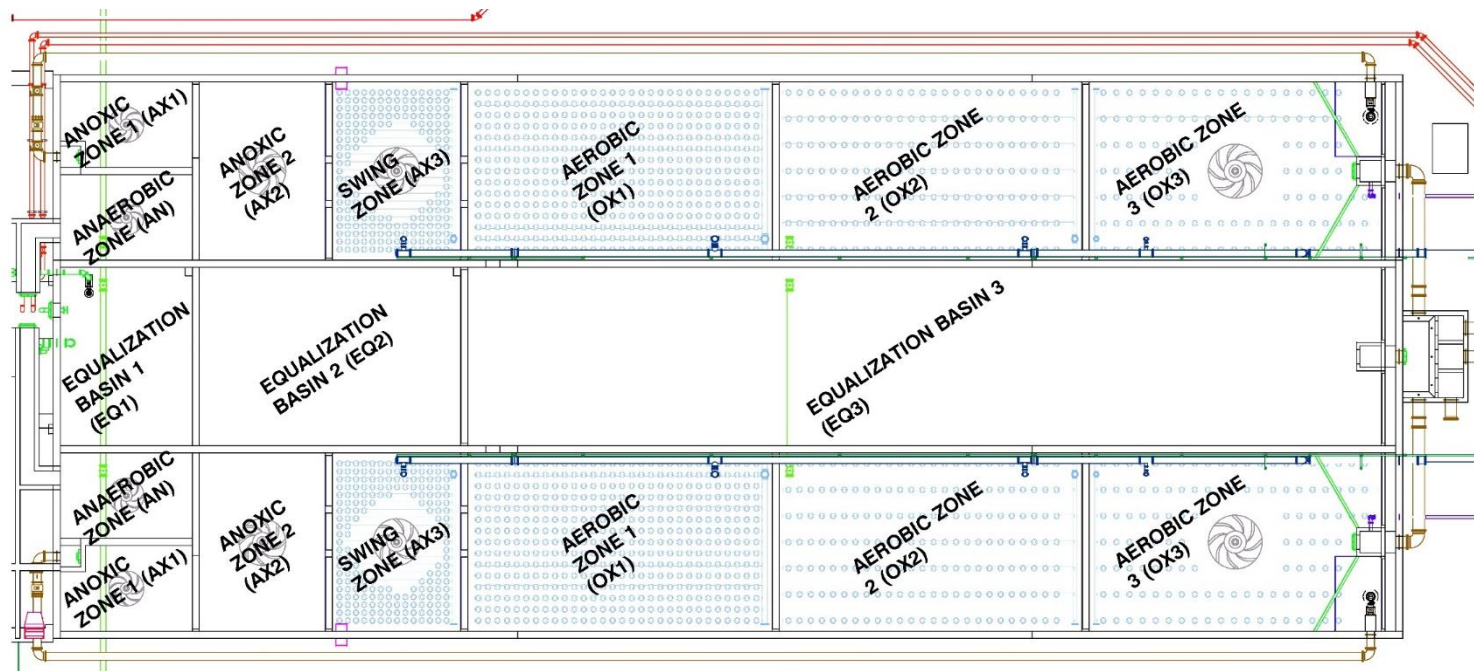 ANOXIC
ZONE 1 (AX1)
ANAEROBIC
ZONE (AN)
ANOXIC
ZONE 2
(AX2)
SWING
ZONE (AX3)
AEROBIC
ZONE 1
(OX1)
AEROBIC ZONE
2 (OX2)
AEROBIC ZONE
3 (OX3)
EQUALIZATION
BASIN 1
(EQ1)
EQUALIZATION
BASIN 2 (EQ2)
EQUALIZATION BASIN 3
(EQ3)
ANAEROBIC
ZONE (AN)
ANOXIC
ZONE 1 (AX1)
ANOXIC
ZONE 2
(AX2)
SWING
ZONE (AX3)
AEROBIC
ZONE 1
(OX1)
AEROBIC ZONE
2 (OX2)
AEROBIC ZONE
3 (OX3)